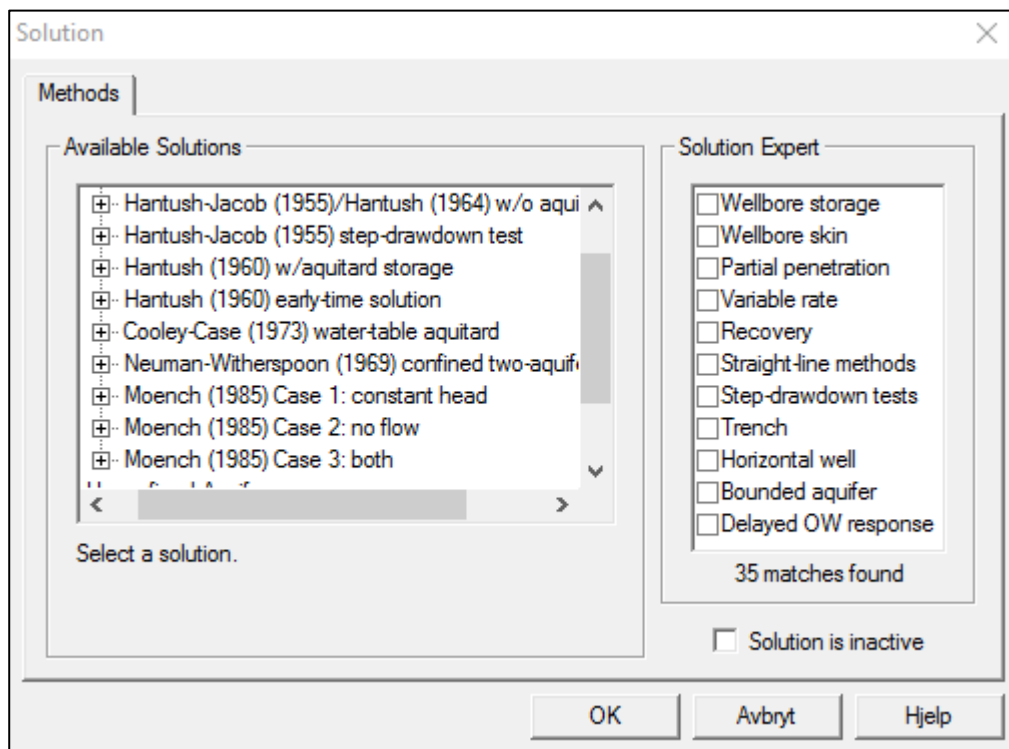 Solution
Methods
Available Solutions
Hantush-Jacob (1955)/Hantush (1964) w/o aqui
Hantush-Jacob (1955) step-drawdown test
Hantush (1960) w/aquitard storage
Hantush (1960) early-time solution
Cooley-Case (1973) water-table aquitard
Neuman-Witherspoon (1969) confined two-aquife
Moench (1985) Case 1: constant head
Moench (1985) Case 2: no flow
Moench (1985) Case 3: both
Select a solution.
Solution Expert
Wellbore storage
Wellbore skin
Partial penetration
Variable rate
Recovery
Straight-line methods
Step-drawdown tests
Trench
Horizontal well
Bounded aquifer
Delayed OW response
35 matches found
Solution is inactive
OK
Avbryt
Hjelp